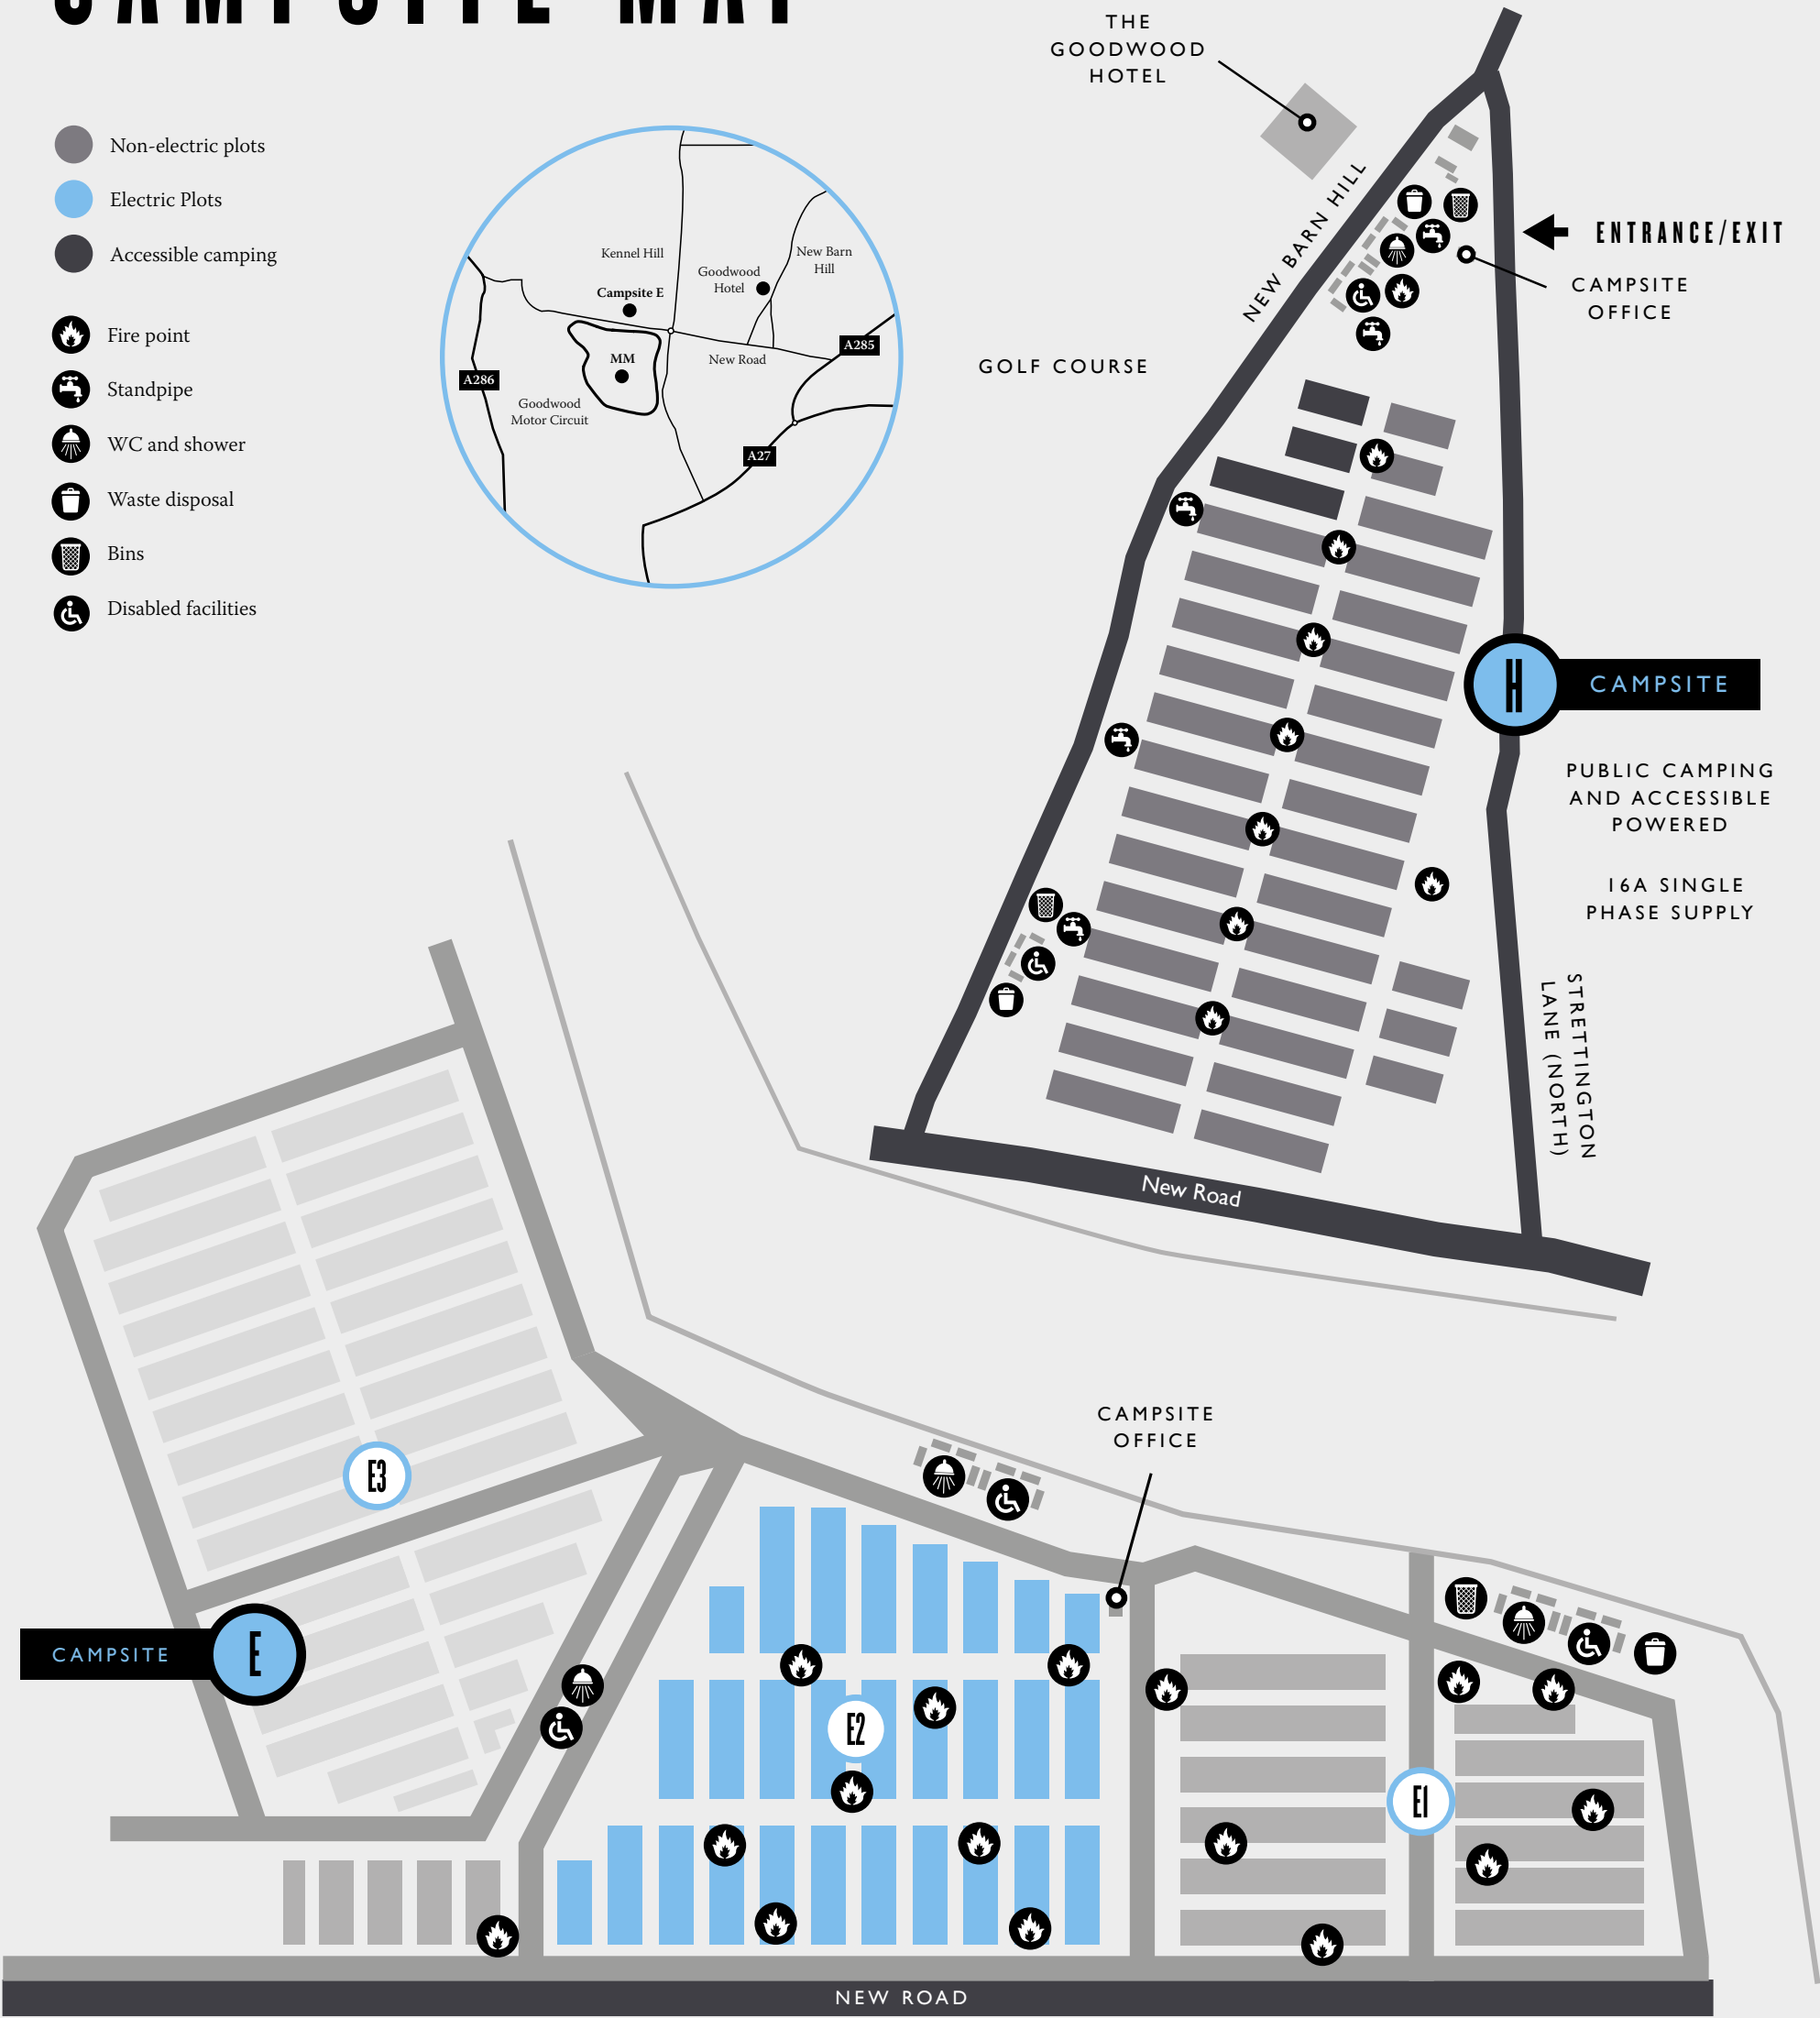 CAMPSITE MAP
Non-electric plots
Electric Plots
Accessible camping
Fire point
Standpipe
WC and shower
Waste disposal
Bins
Disabled facilities
Kennel Hill
Campsite E
Goodwood
Hotel
New Barn
Hill
A286
MM
Goodwood
Motor Circuit
New Road
A285
A27
THE
GOODWOOD
HOTEL
NEW BARN HILL
ENTRANCE/EXIT
CAMPSITE
OFFICE
GOLF COURSE
H
CAMPSITE
PUBLIC CAMPING
AND ACCESSIBLE
POWERED
16A SINGLE
PHASE SUPPLY
STRETTINGTON
LANE (NORTH)
New Road
CAMPSITE
OFFICE
E3
CAMPSITE
E
E2
E1
NEW ROAD